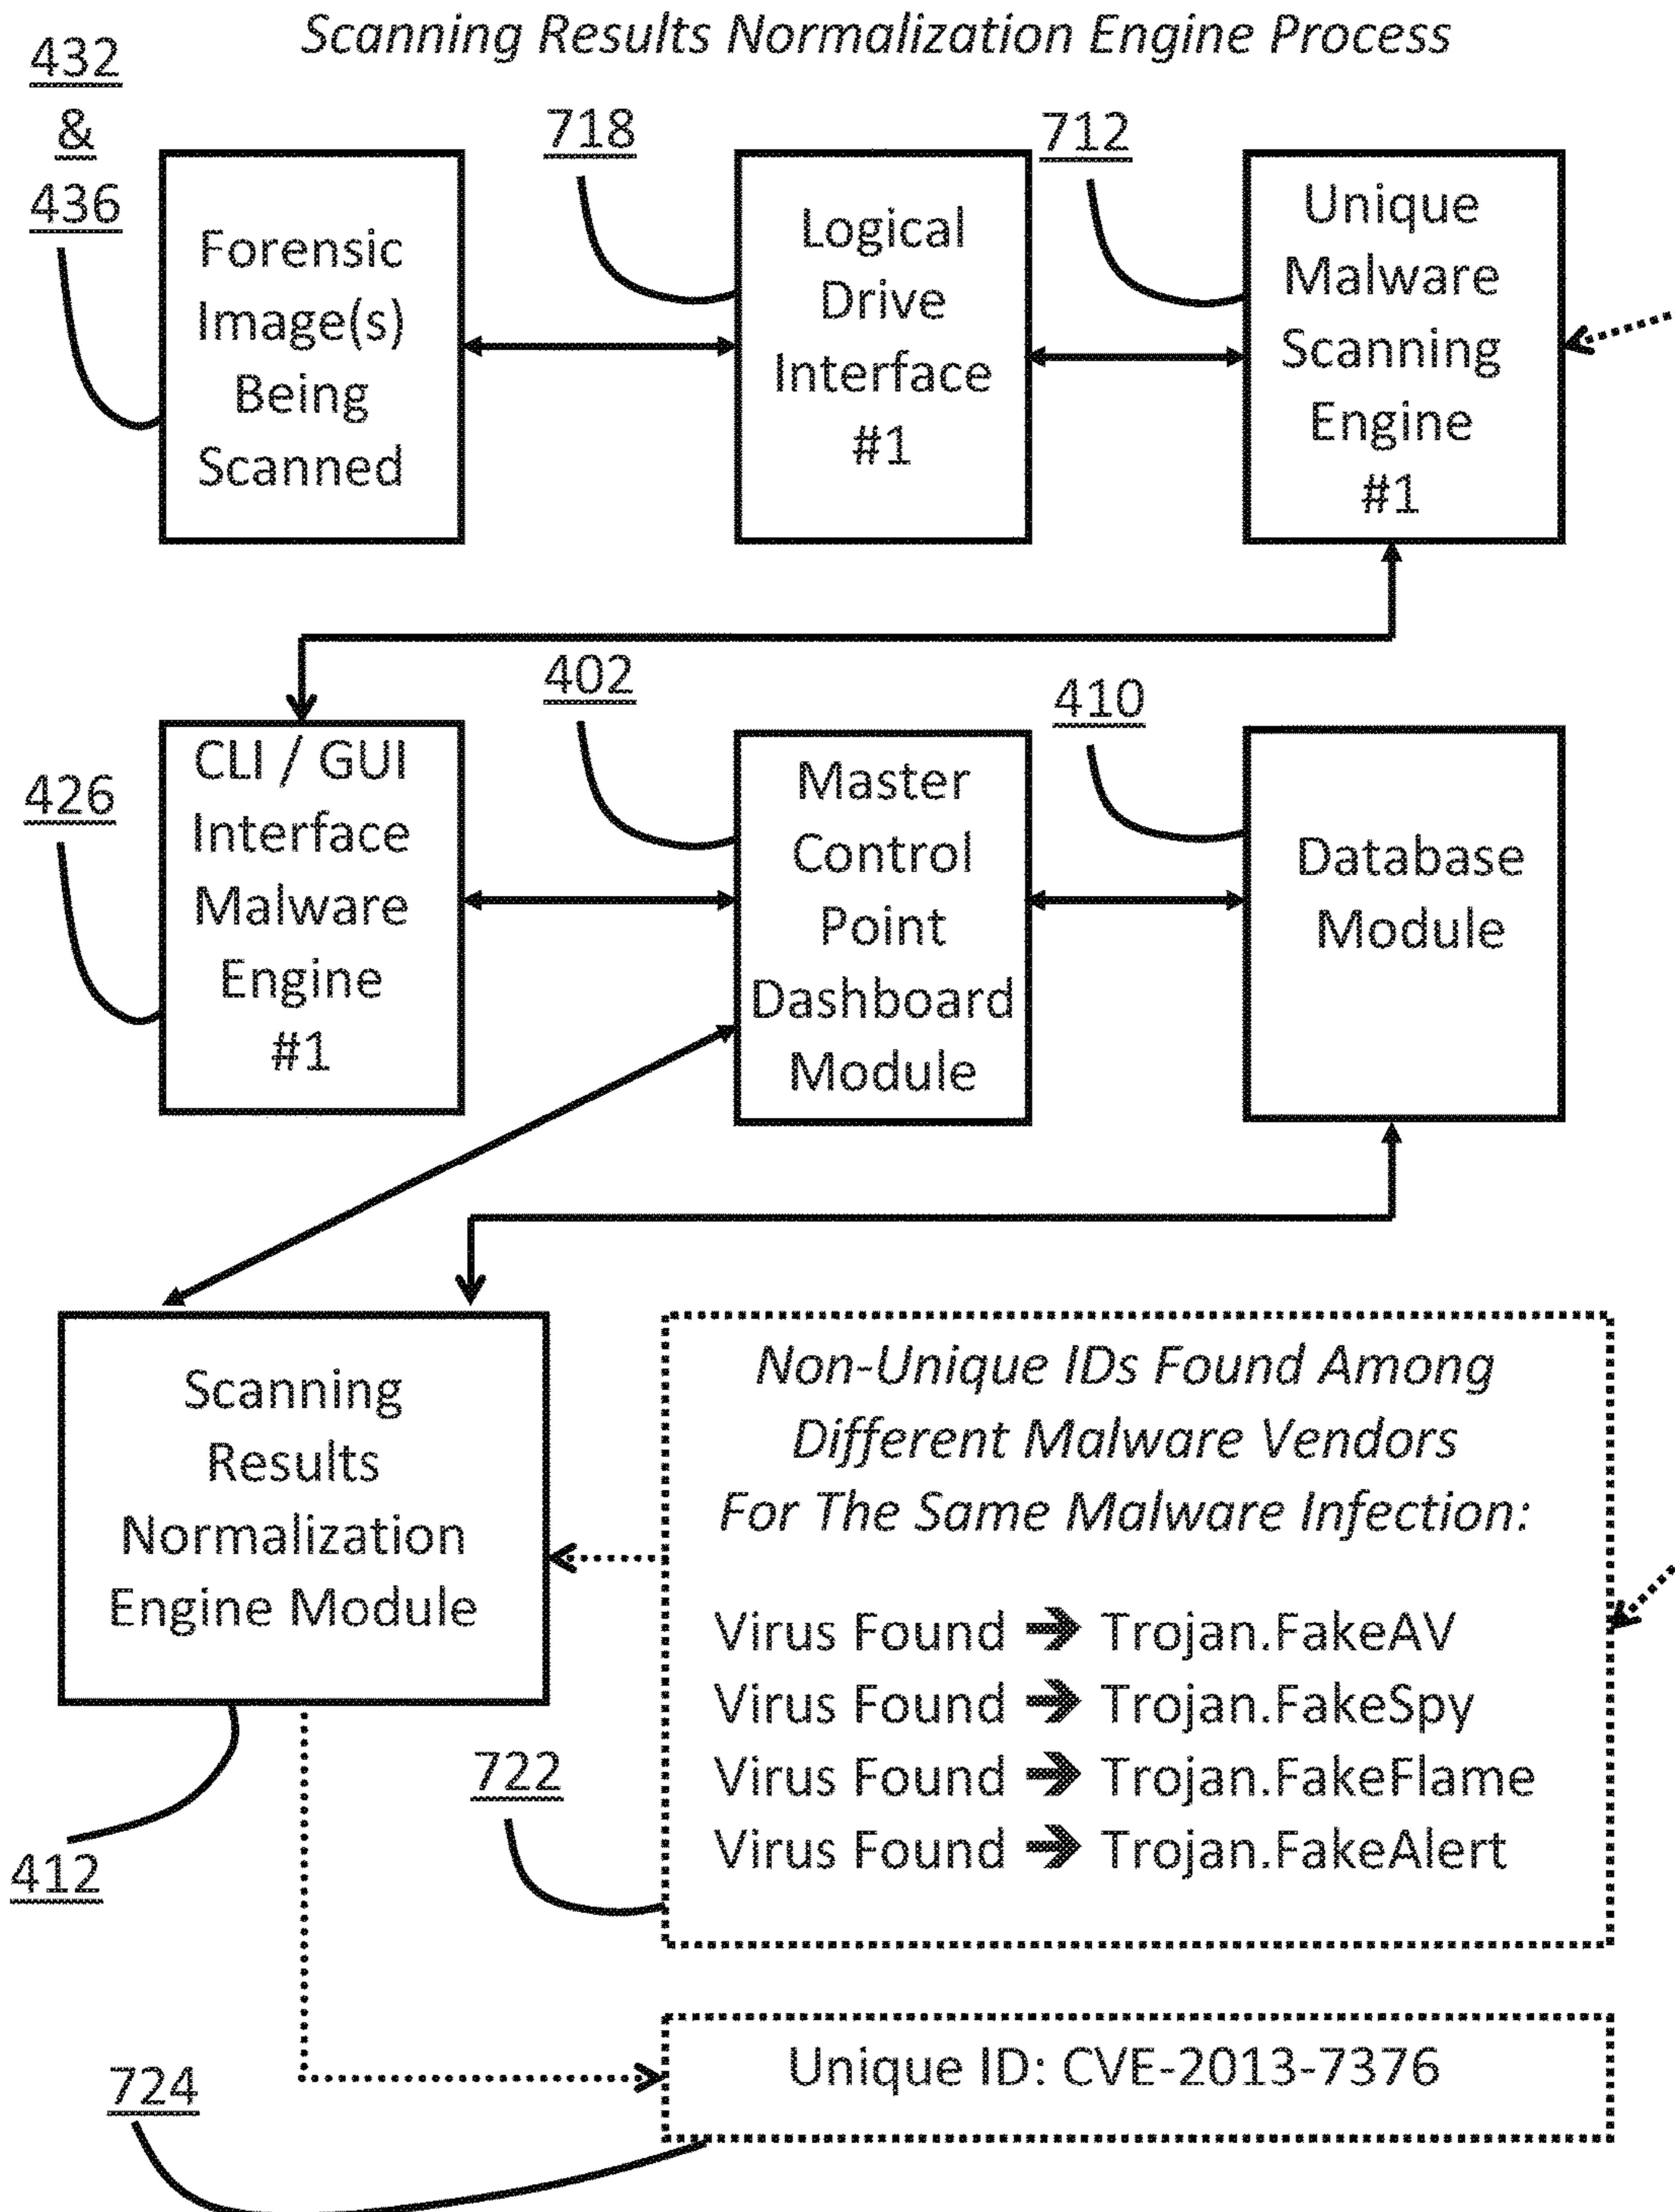 Scanning Results Normalization Engine Process
432
&
436
718
712
Forensic
Image(s)
Being
Scanned
Logical
Drive
Interface
#1
Unique
Malware
Scanning
Engine
#1
426
402
410
CLI / GUI
Interface
Malware
Engine
#1
Master
Control
Point
Dashboard
Module
Database
Module
Scanning
Results
Normalization
Engine Module
412
Non-Unique IDs Found Among
Different Malware Vendors
For The Same Malware Infection:
Virus Found ➔ Trojan.FakeAV
Virus Found ➔ Trojan.FakeSpy
Virus Found ➔ Trojan.FakeFlame
Virus Found ➔ Trojan.FakeAlert
722
Unique ID: CVE-2013-7376
724